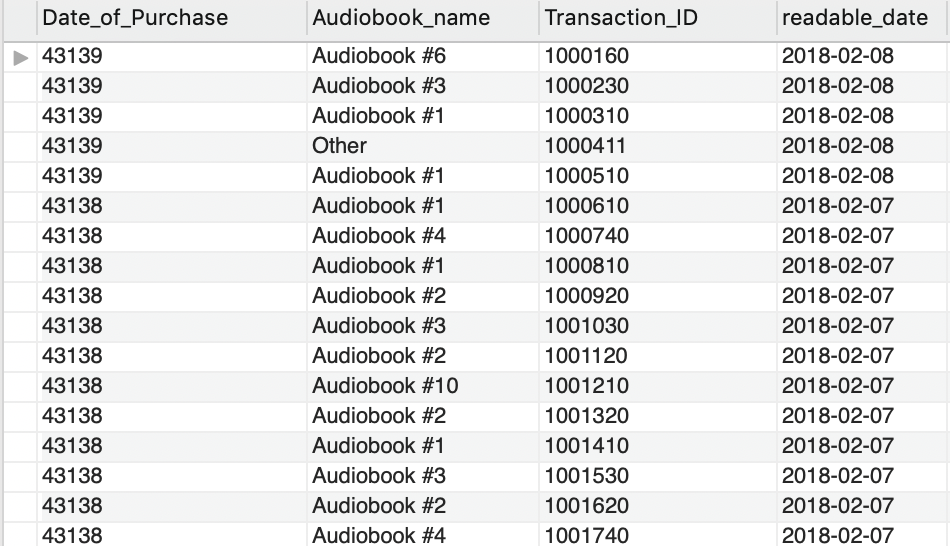 Date_of_Purchase Audiobook_name Transaction_ID readable_date
43139 Audiobook #6 1000160 2018-02-08
43139 Audiobook #3 1000230 2018-02-08
43139 Audiobook #1 1000310 2018-02-08
43139 Other 1000411 2018-02-08
43139 Audiobook #1 1000510 2018-02-08
43138 Audiobook #1 1000610 2018-02-07
43138 Audiobook #4 1000740 2018-02-07
43138 Audiobook #1 1000810 2018-02-07
43138 Audiobook #2 1000920 2018-02-07
43138 Audiobook #3 1001030 2018-02-07
43138 Audiobook #2 1001120 2018-02-07
43138 Audiobook #10 1001210 2018-02-07
43138 Audiobook #2 1001320 2018-02-07
43138 Audiobook #1 1001410 2018-02-07
43138 Audiobook #3 1001530 2018-02-07
43138 Audiobook #2 1001620 2018-02-07
43138 Audiobook #4 1001740 2018-02-07